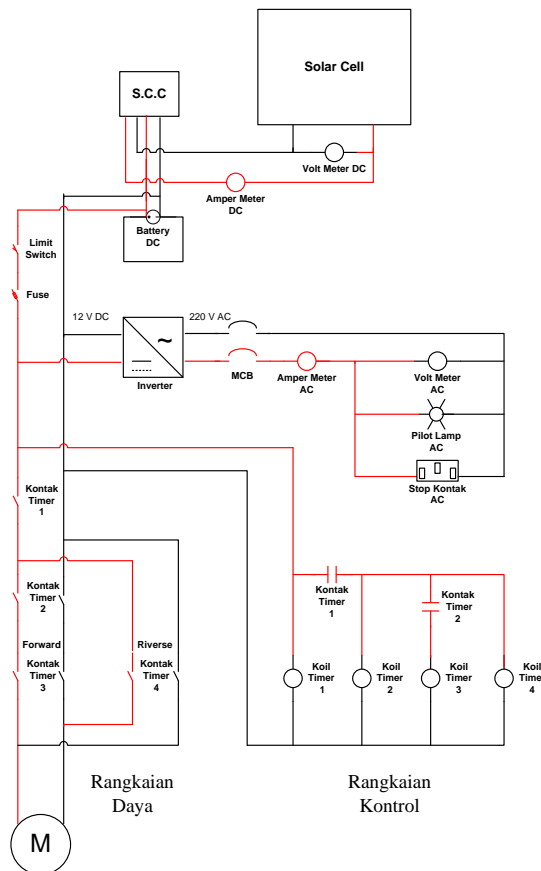 Solar Cell
S.C.C
Volt Meter DC
Amper Meter
DC
Battery
DC
Limit
Switch
Fuse
12 V DC
220 V AC
~
Inverter
MCB
Amper Meter
AC
Volt Meter
AC
Pilot Lamp
AC
Stop Kontak
AC
Kontak
Timer
1
Kontak
Timer
2
Forward
Kontak
Timer
3
Riverse
Kontak
Timer
4
Kontak
Timer
1
Kontak
Timer
2
Koil
Timer
1
Koil
Timer
2
Koil
Timer
3
Koil
Timer
4
Rangkaian
Daya
Rangkaian
Kontrol
M